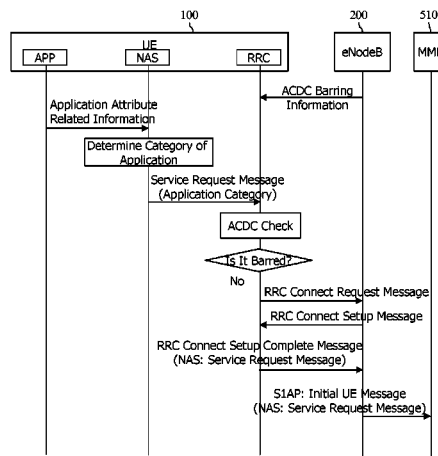 100
200
510
UE
eNodeB
APP
NAS
RRC
ACDC Barring
Information
Application Attribute
Related Information
Determine Category of
Application
Service Request Message
(Application Category)
ACDC Check
Is It Barred?
No
RRC Connect Request Message
RRC Connect Setup Message
RRC Connect Setup Complete Message
(NAS: Service Request Message)
S1AP: Initial UE Message
(NAS: Service Request Message)